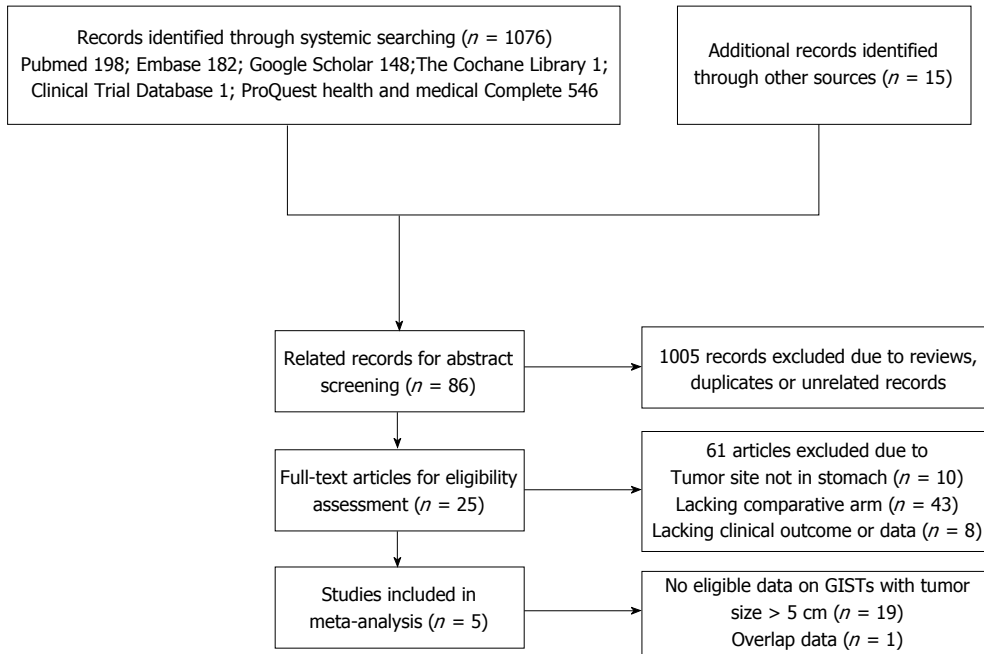 Records identified through systemic searching (n = 1076)
Pubmed 198; Embase 182; Google Scholar 148;The Cochane Library 1;
Clinical Trial Database 1; ProQuest health and medical Complete 546
Additional records identified
through other sources (n = 15)
Related records for abstract
screening (n = 86)
1005 records excluded due to reviews,
duplicates or unrelated records
Full-text articles for eligibility
assessment (n = 25)
61 articles excluded due to
Tumor site not in stomach (n = 10)
Lacking comparative arm (n = 43)
Lacking clinical outcome or data (n = 8)
Studies included in
meta-analysis (n = 5)
No eligible data on GISTs with tumor
size > 5 cm (n = 19)
Overlap data (n = 1)